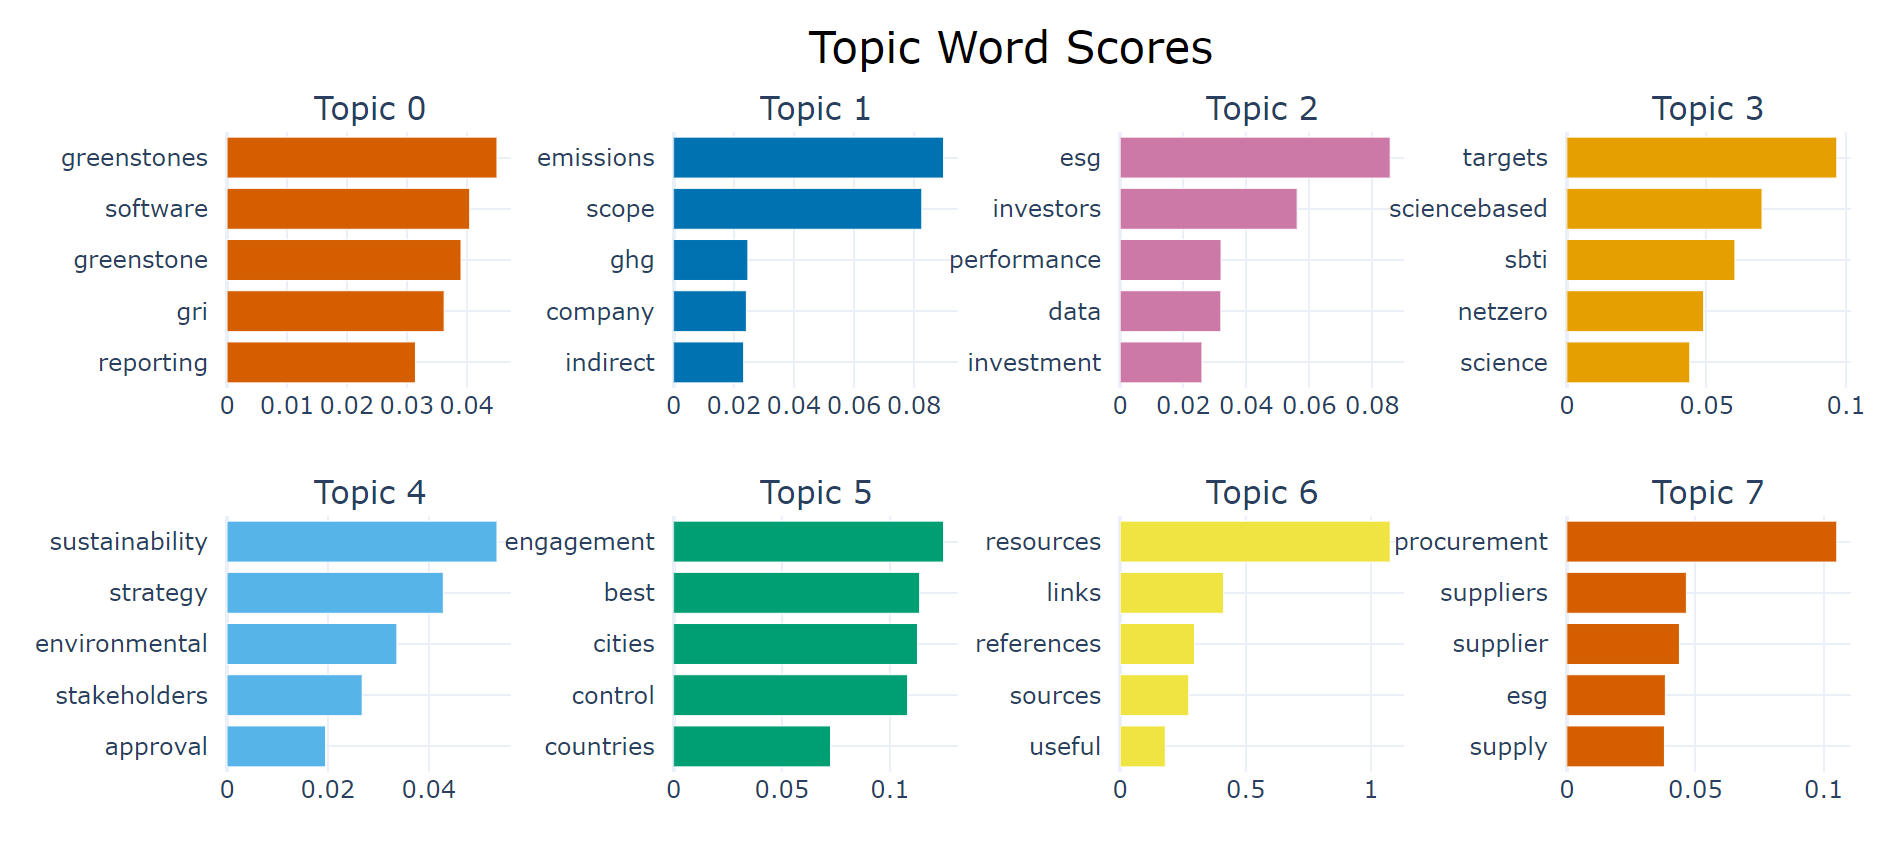 Topic Word Scores
Topic 0
greenstones
software
greenstone
gri
reporting
0 0.01 0.02 0.03 0.04
Topic 1
emissions
scope
ghg
company
indirect
0 0.02 0.04 0.06 0.08
Topic 2
esg
investors
performance
data
investment
0 0.02 0.04 0.06 0.08
Topic 3
targets
sciencebased
sbti
netzero
science
0 0.05 0.1
Topic 4
sustainability
strategy
environmental
stakeholders
approval
0 0.02 0.04
Topic 5
engagement
best
cities
control
countries
0 0.05 0.1
Topic 6
resources
links
references
sources
useful
0 0.5 1
Topic 7
procurement
suppliers
supplier
esg
supply
0 0.05 0.1